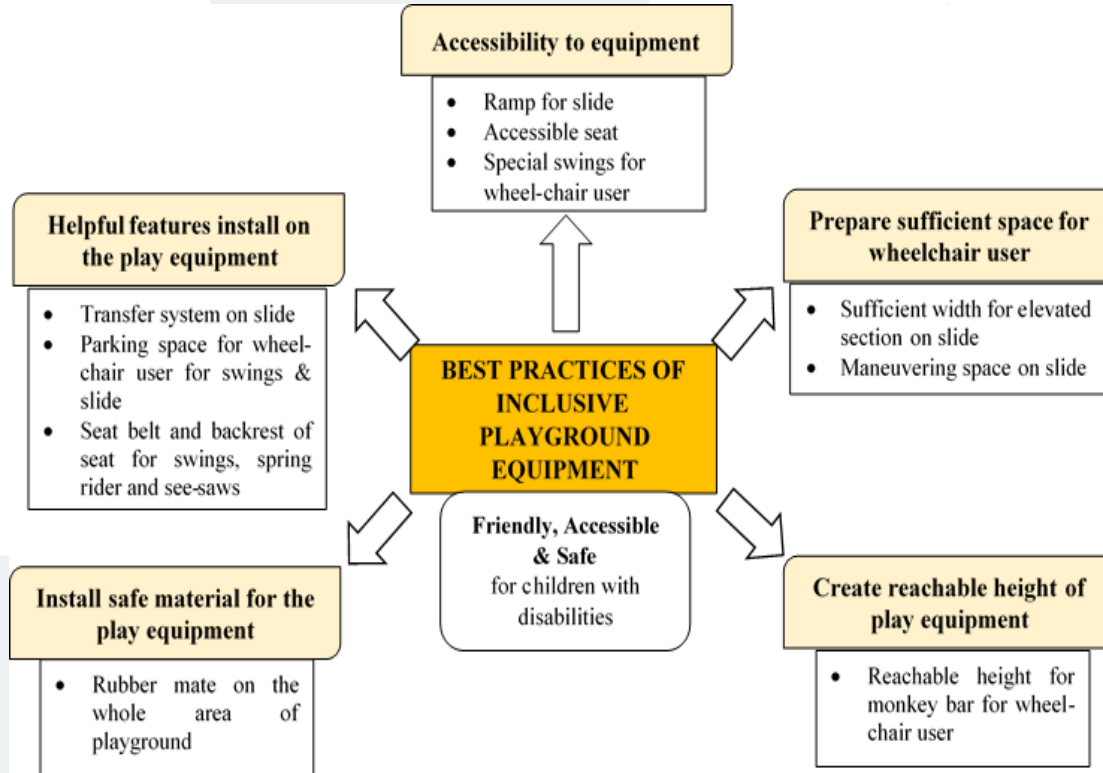 Accessibility to equipment
• Ramp for slide
• Accessible seat
• Special swings for
wheel-chair user
Helpful features install on
the play equipment
• Transfer system on slide
• Parking space for wheel-
chair user for swings &
slide
• Seat belt and backrest of
seat for swings, spring
rider and see-saws
Prepare sufficient space for
wheelchair user
• Sufficient width for elevated
section on slide
• Maneuvering space on slide
BEST PRACTICES OF
INCLUSIVE
PLAYGROUND
EQUIPMENT
Friendly, Accessible
& Safe
for children with
disabilities
Install safe material for the
play equipment
• Rubber mate on the
whole area of
playground
Create reachable height of
play equipment
• Reachable height for
monkey bar for wheel-
chair user